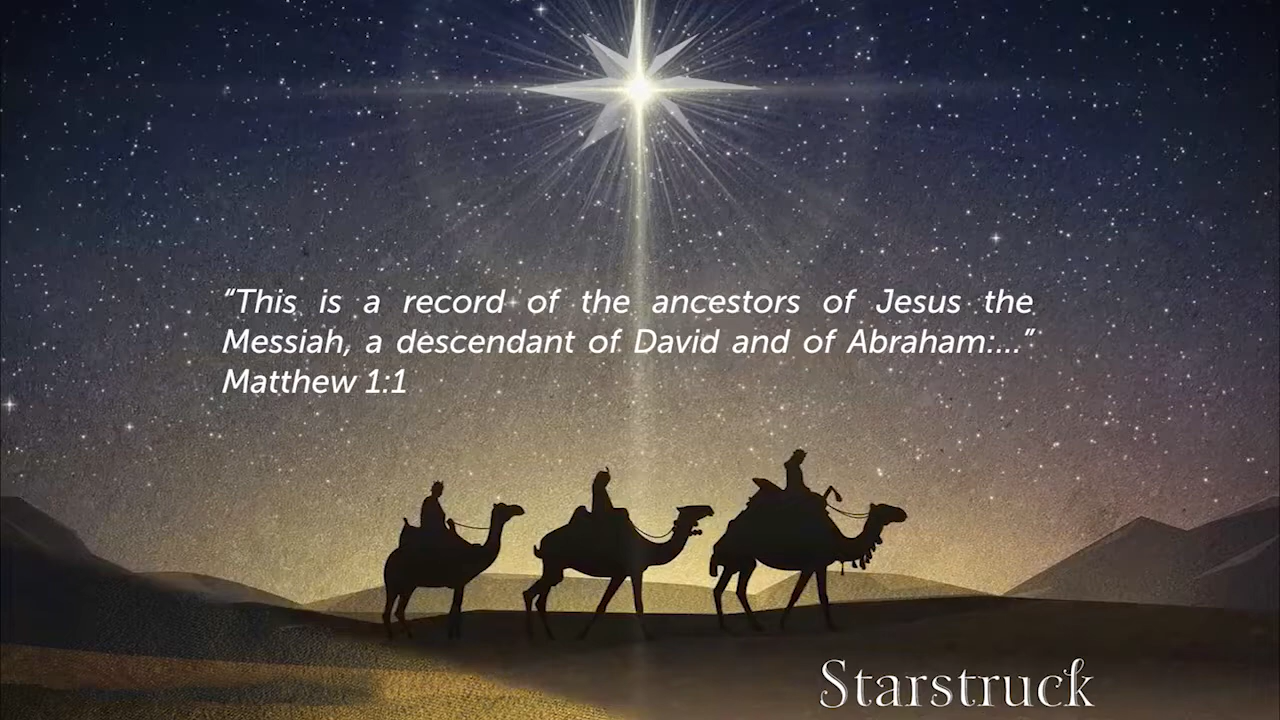 “This is a record of the ancestors of Jesus the
Messiah, a descendant of David and of Abraham:...”
Matthew 1:1
Starstruck